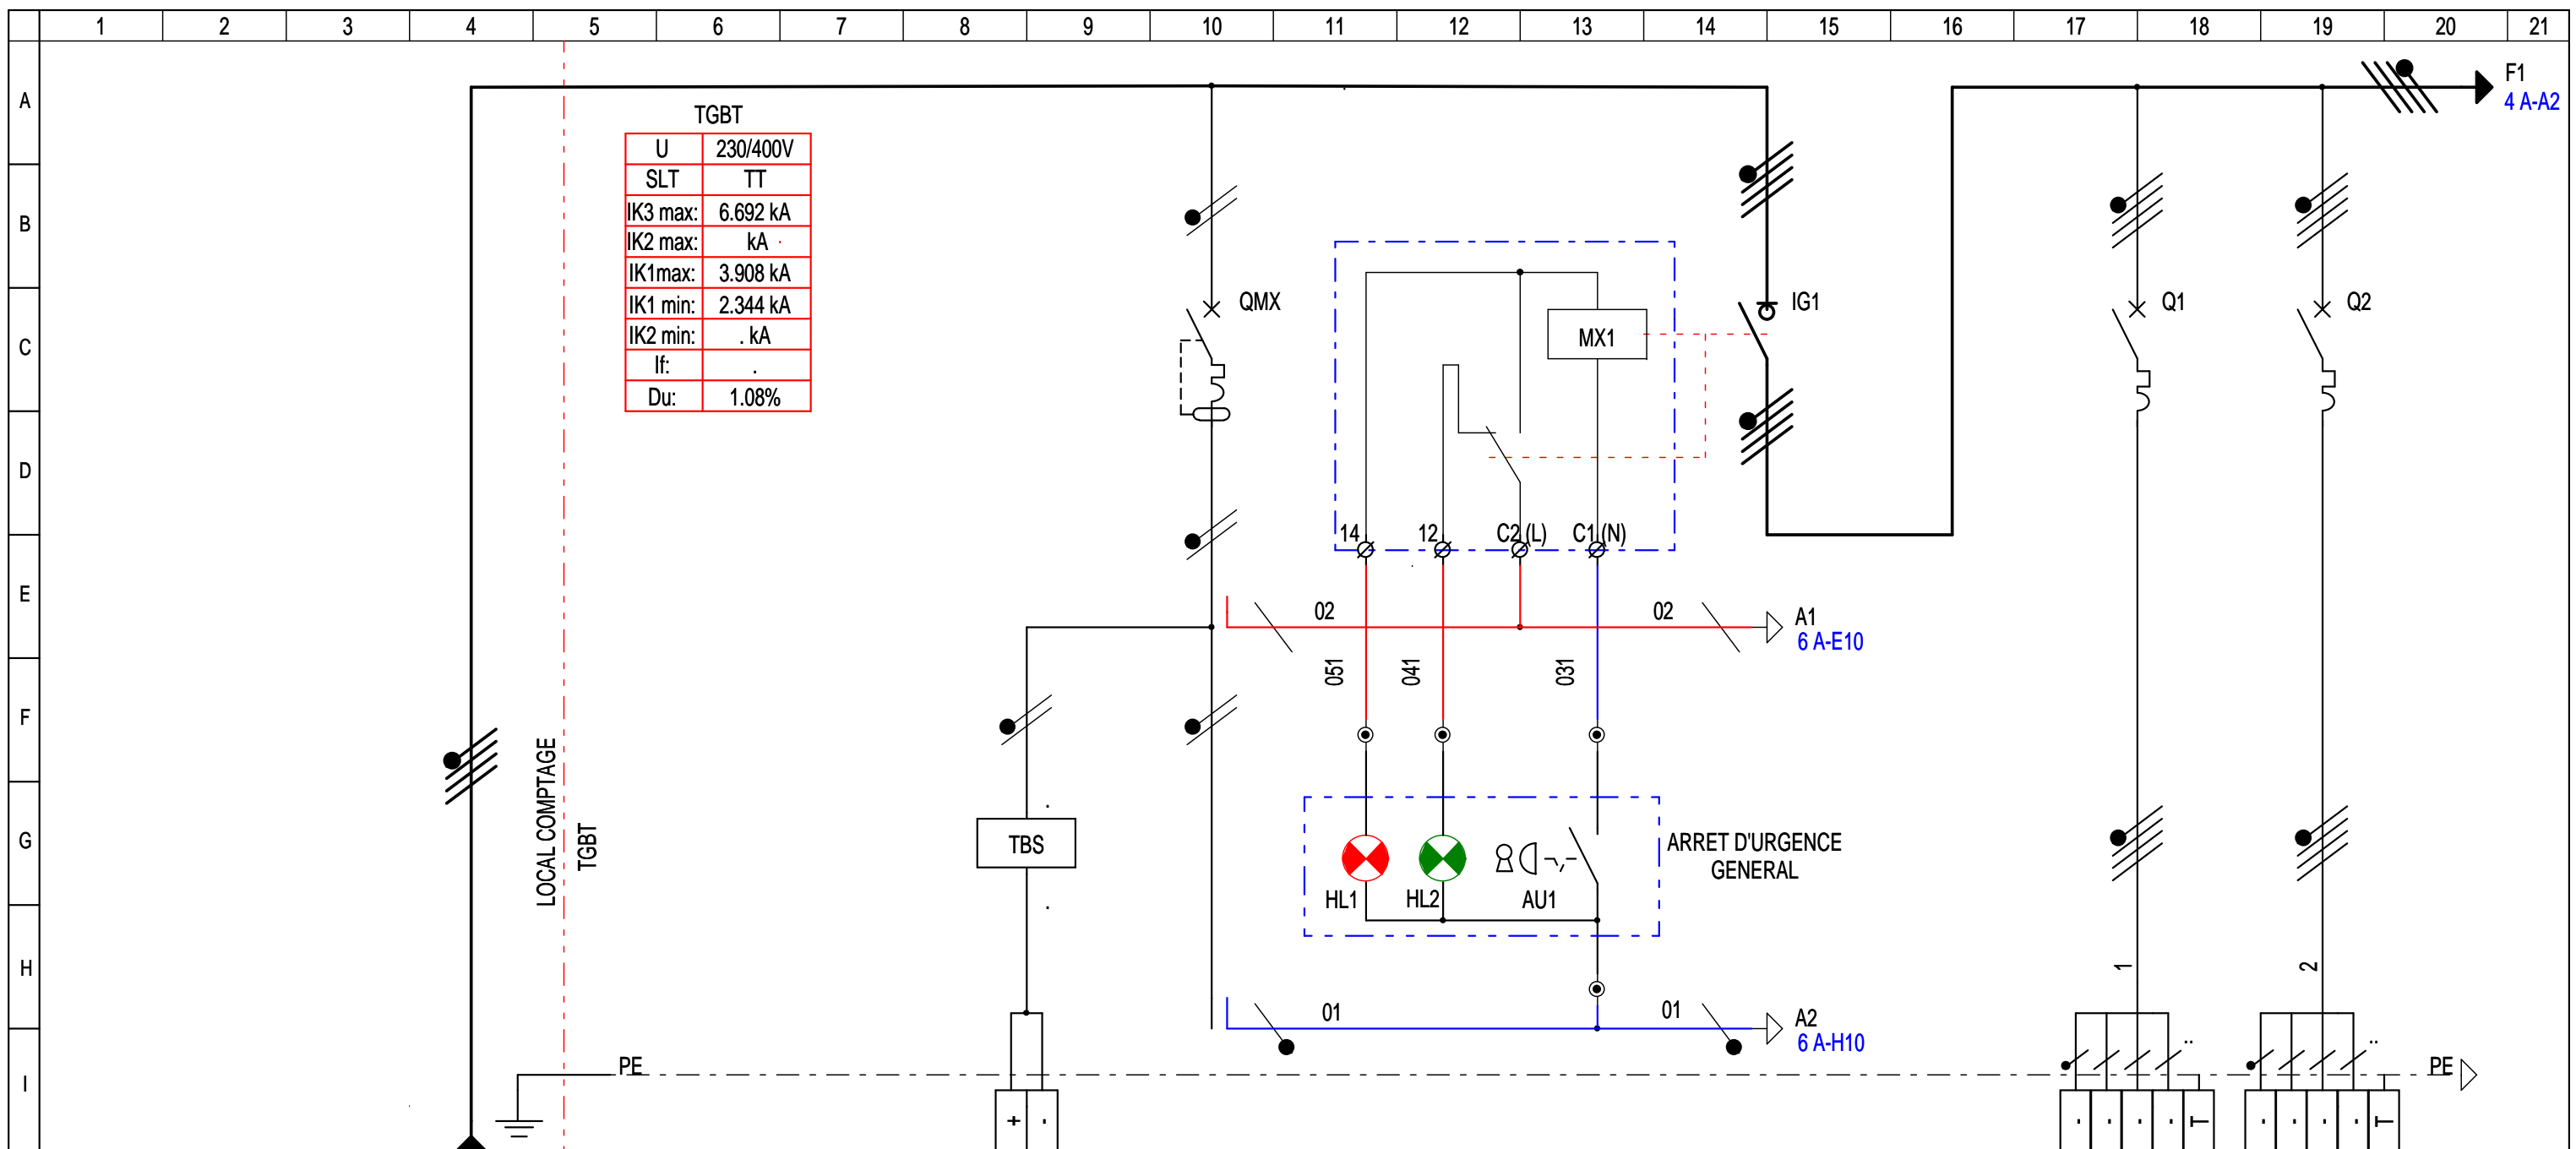 1 2 3 4 5 6 7 8 9 10 11 12 13 14 15 16 17 18 19 20 21
A
B
C
D
E
F
G
H
I
TGBT
U 230/400V
SLT TT
IK3 max: 6.692 kA
IK2 max: kA
IK1max: 3.908 kA
IK1 min: 2.344 kA
IK2 min: . kA
If: .
Du: 1.08%
F1
4 A-A2
QMX
MX1
IG1
Q1
Q2
14 12 C2 (L) C1 (N)
02 02
A1
6 A-E10
051
041
031
LOCAL COMPTAGE
TGBT
TBS
HL1
HL2
AU1
ARRET D'URGENCE
GENERAL
1
2
01 01
A2
6 A-H10
PE
PE
+ -
- - - - T
- - - - T